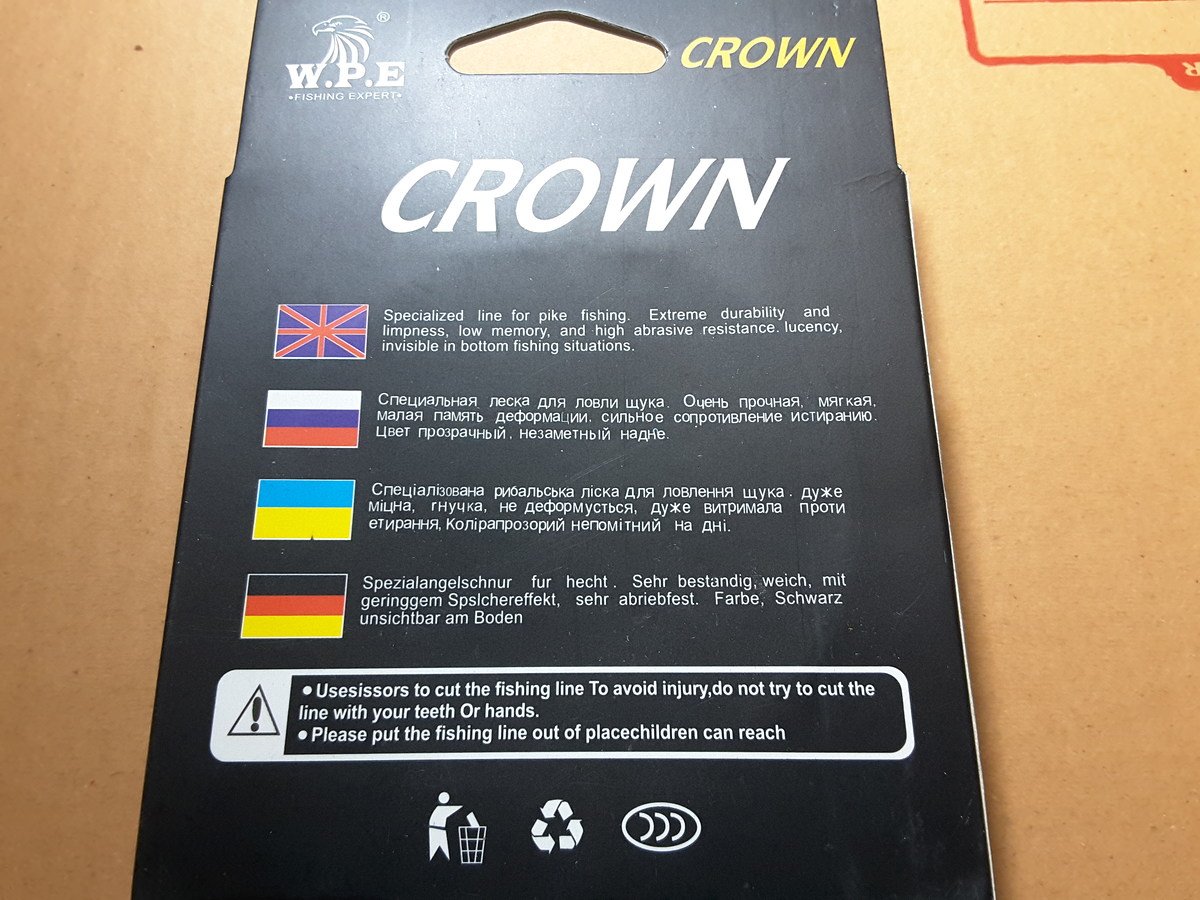 ®
W.P.E
•FISHING EXPERT•
CROWN
CROWN
Specialized line for pike fishing. Extreme durability and
limpness, low memory, and high abrasive resistance. lucency,
invisible in bottom fishing situations.
Специальная леска для ловли щука. Очень прочная, мягкая,
малая память деформации. сильное сопротивление истиранию.
Цвет прозрачный, незаметный надне.
Спеціалізована рибальська ліска для ловлення щука. дуже
міцна, гнучка, не деформується, дуже витримала проти
етирання, Колірапрозорий непомітний на дні.
Spezialangelschnur fur hecht. Sehr bestandig, weich, mit
geringgem Spslchereffekt, sehr abriebfest. Farbe, Schwarz
unsichtbar am Boden
• Usesissors to cut the fishing line To avoid injury,do not try to cut the
line with your teeth Or hands.
• Please put the fishing line out of placechildren can reach